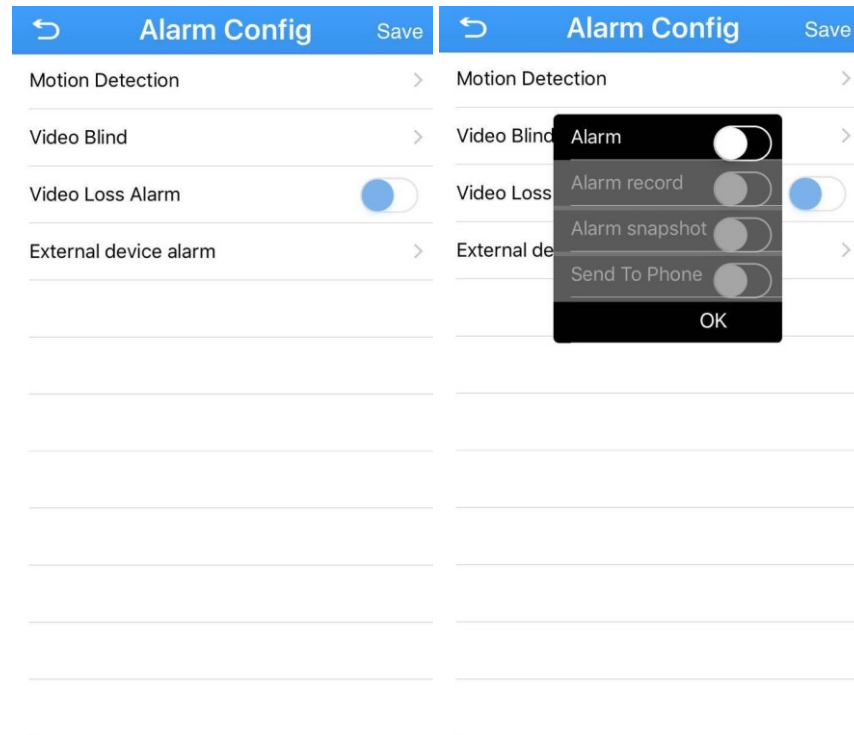 Alarm Config Save
Motion Detection
Video Blind
Video Loss Alarm
External device alarm
Alarm Config Save
Motion Detection
Video Blind
Alarm
Video Loss
Alarm record
Alarm snapshot
External de
Send To Phone
OK